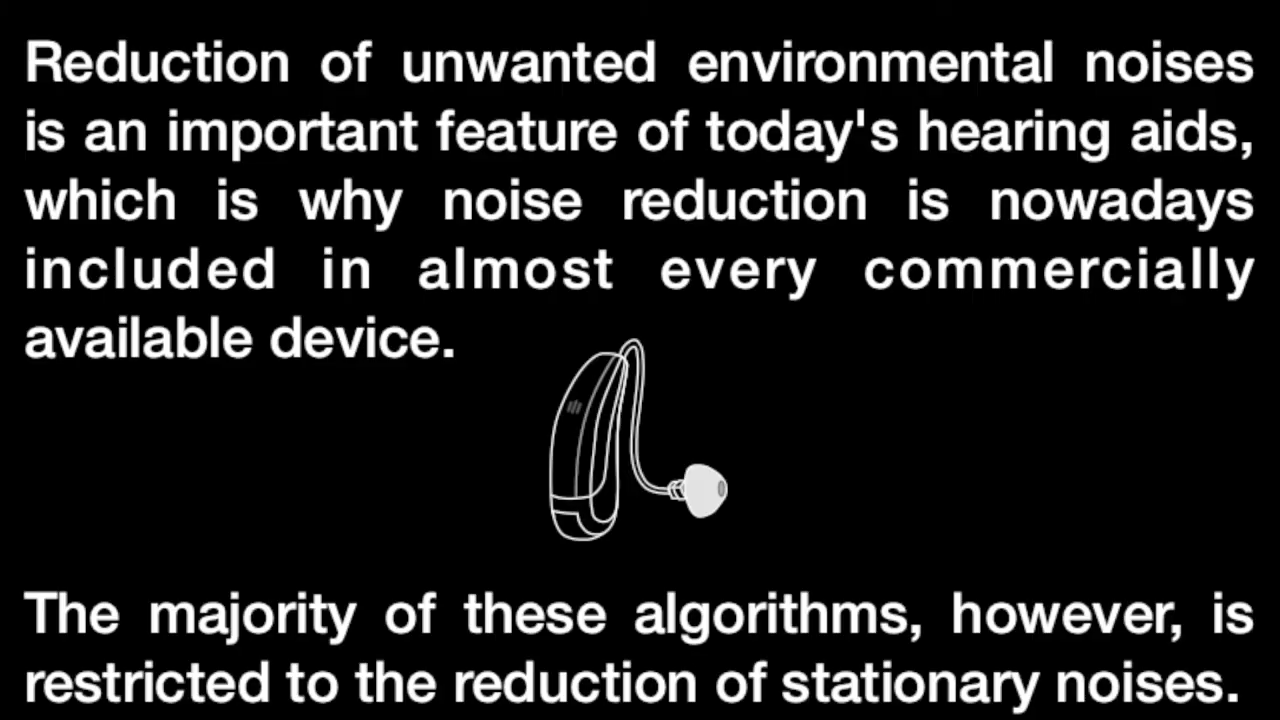 Reduction of unwanted environmental noises
is an important feature of today's hearing aids,
which is why noise reduction is nowadays
included in almost every commercially
available device.
The majority of these algorithms, however, is
restricted to the reduction of stationary noises.